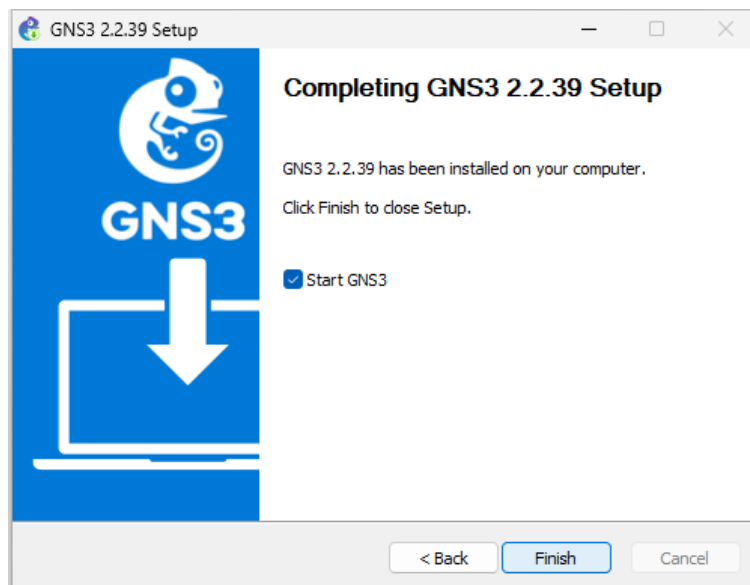 GNS3 2.2.39 Setup
GNS3
Completing GNS3 2.2.39 Setup
GNS3 2.2.39 has been installed on your computer.
Click Finish to close Setup.
Start GNS3
< Back
Finish
Cancel